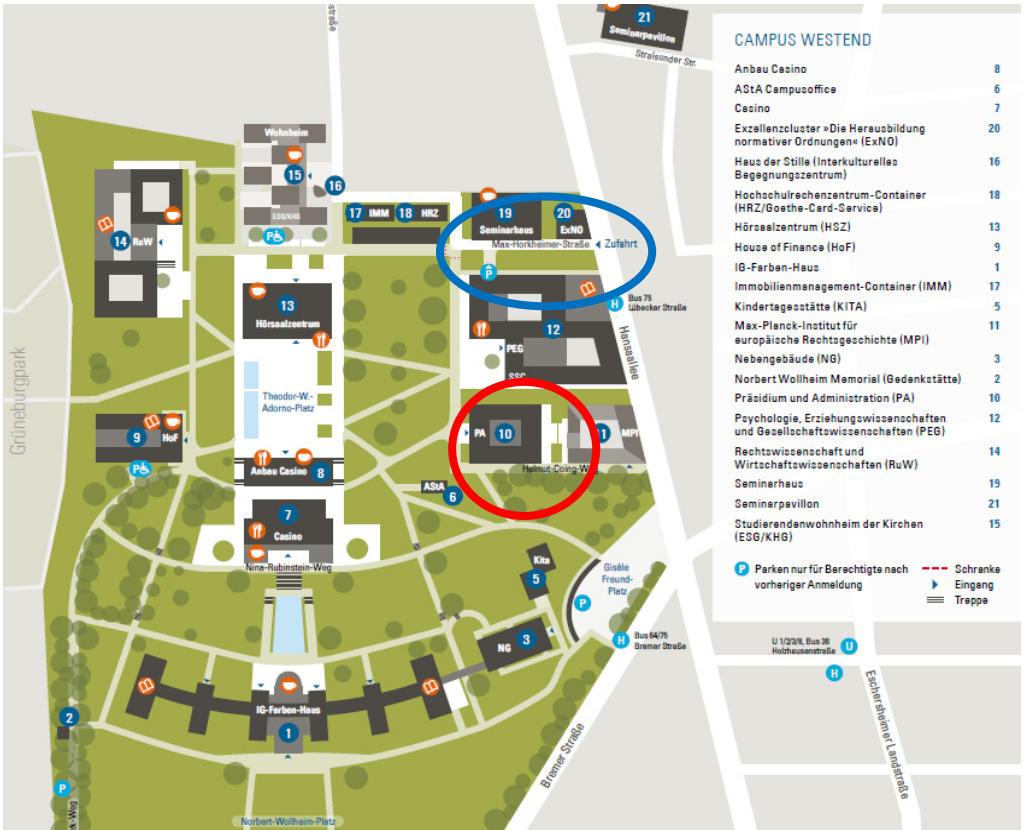 straße
21
Seminarpavillon
Stralsunder Str.
Wohnheim
15
16
ESG/KHG
P
17 IMM 18 HRZ
19
Seminarhaus
20
ExNO
Max-Horkheimer-Straße
Zufahrt
P
14 RuW
13
Hörsaalzentrum
12
PEG
SSC
H
Bus 75
Lübecker Straße
Hansaallee
Grüneburgpark
Theodor-W.-
Adorno-Platz
9 HoF
P
PA 10
11 MPI
Helmut-Coing-Weg
Anbau Casino 8
AStA
6
7
Casino
Nina-Rubinstein-Weg
Kita
5
Gisèle
Freund-
Platz
P
NG 3
H
Bus 64/75
Bremer Straße
IG-Farben-Haus
1
2
P
Bremer Straße
Norbert-Wollheim-Platz
U 1/2/3/8, Bus 36
Holzhausenstraße
U
H
Eschersheimer Landstraße
CAMPUS WESTEND
Anbau Casino 8
AStA Campusoffice 6
Casino 7
Exzellenzcluster »Die Herausbildung 20
normativer Ordnungen« (ExNO)
Haus der Stille (Interkulturelles 16
Begegnungszentrum)
Hochschulrechenzentrum-Container 18
(HRZ/Goethe-Card-Service)
Hörsaalzentrum (HSZ) 13
House of Finance (HoF) 9
IG-Farben-Haus 1
Immobilienmanagement-Container (IMM) 17
Kindertagesstätte (KITA) 5
Max-Planck-Institut für 11
europäische Rechtsgeschichte (MPI)
Nebengebäude (NG) 3
Norbert Wollheim Memorial (Gedenkstätte) 2
Präsidium und Administration (PA) 10
Psychologie, Erziehungswissenschaften 12
und Gesellschaftswissenschaften (PEG)
Rechtswissenschaft und 14
Wirtschaftswissenschaften (RuW)
Seminarhaus 19
Seminarpavillon 21
Studierendenwohnheim der Kirchen 15
(ESG/KHG)
P Parken nur für Berechtigte nach
vorheriger Anmeldung
Schranke
Eingang
Treppe